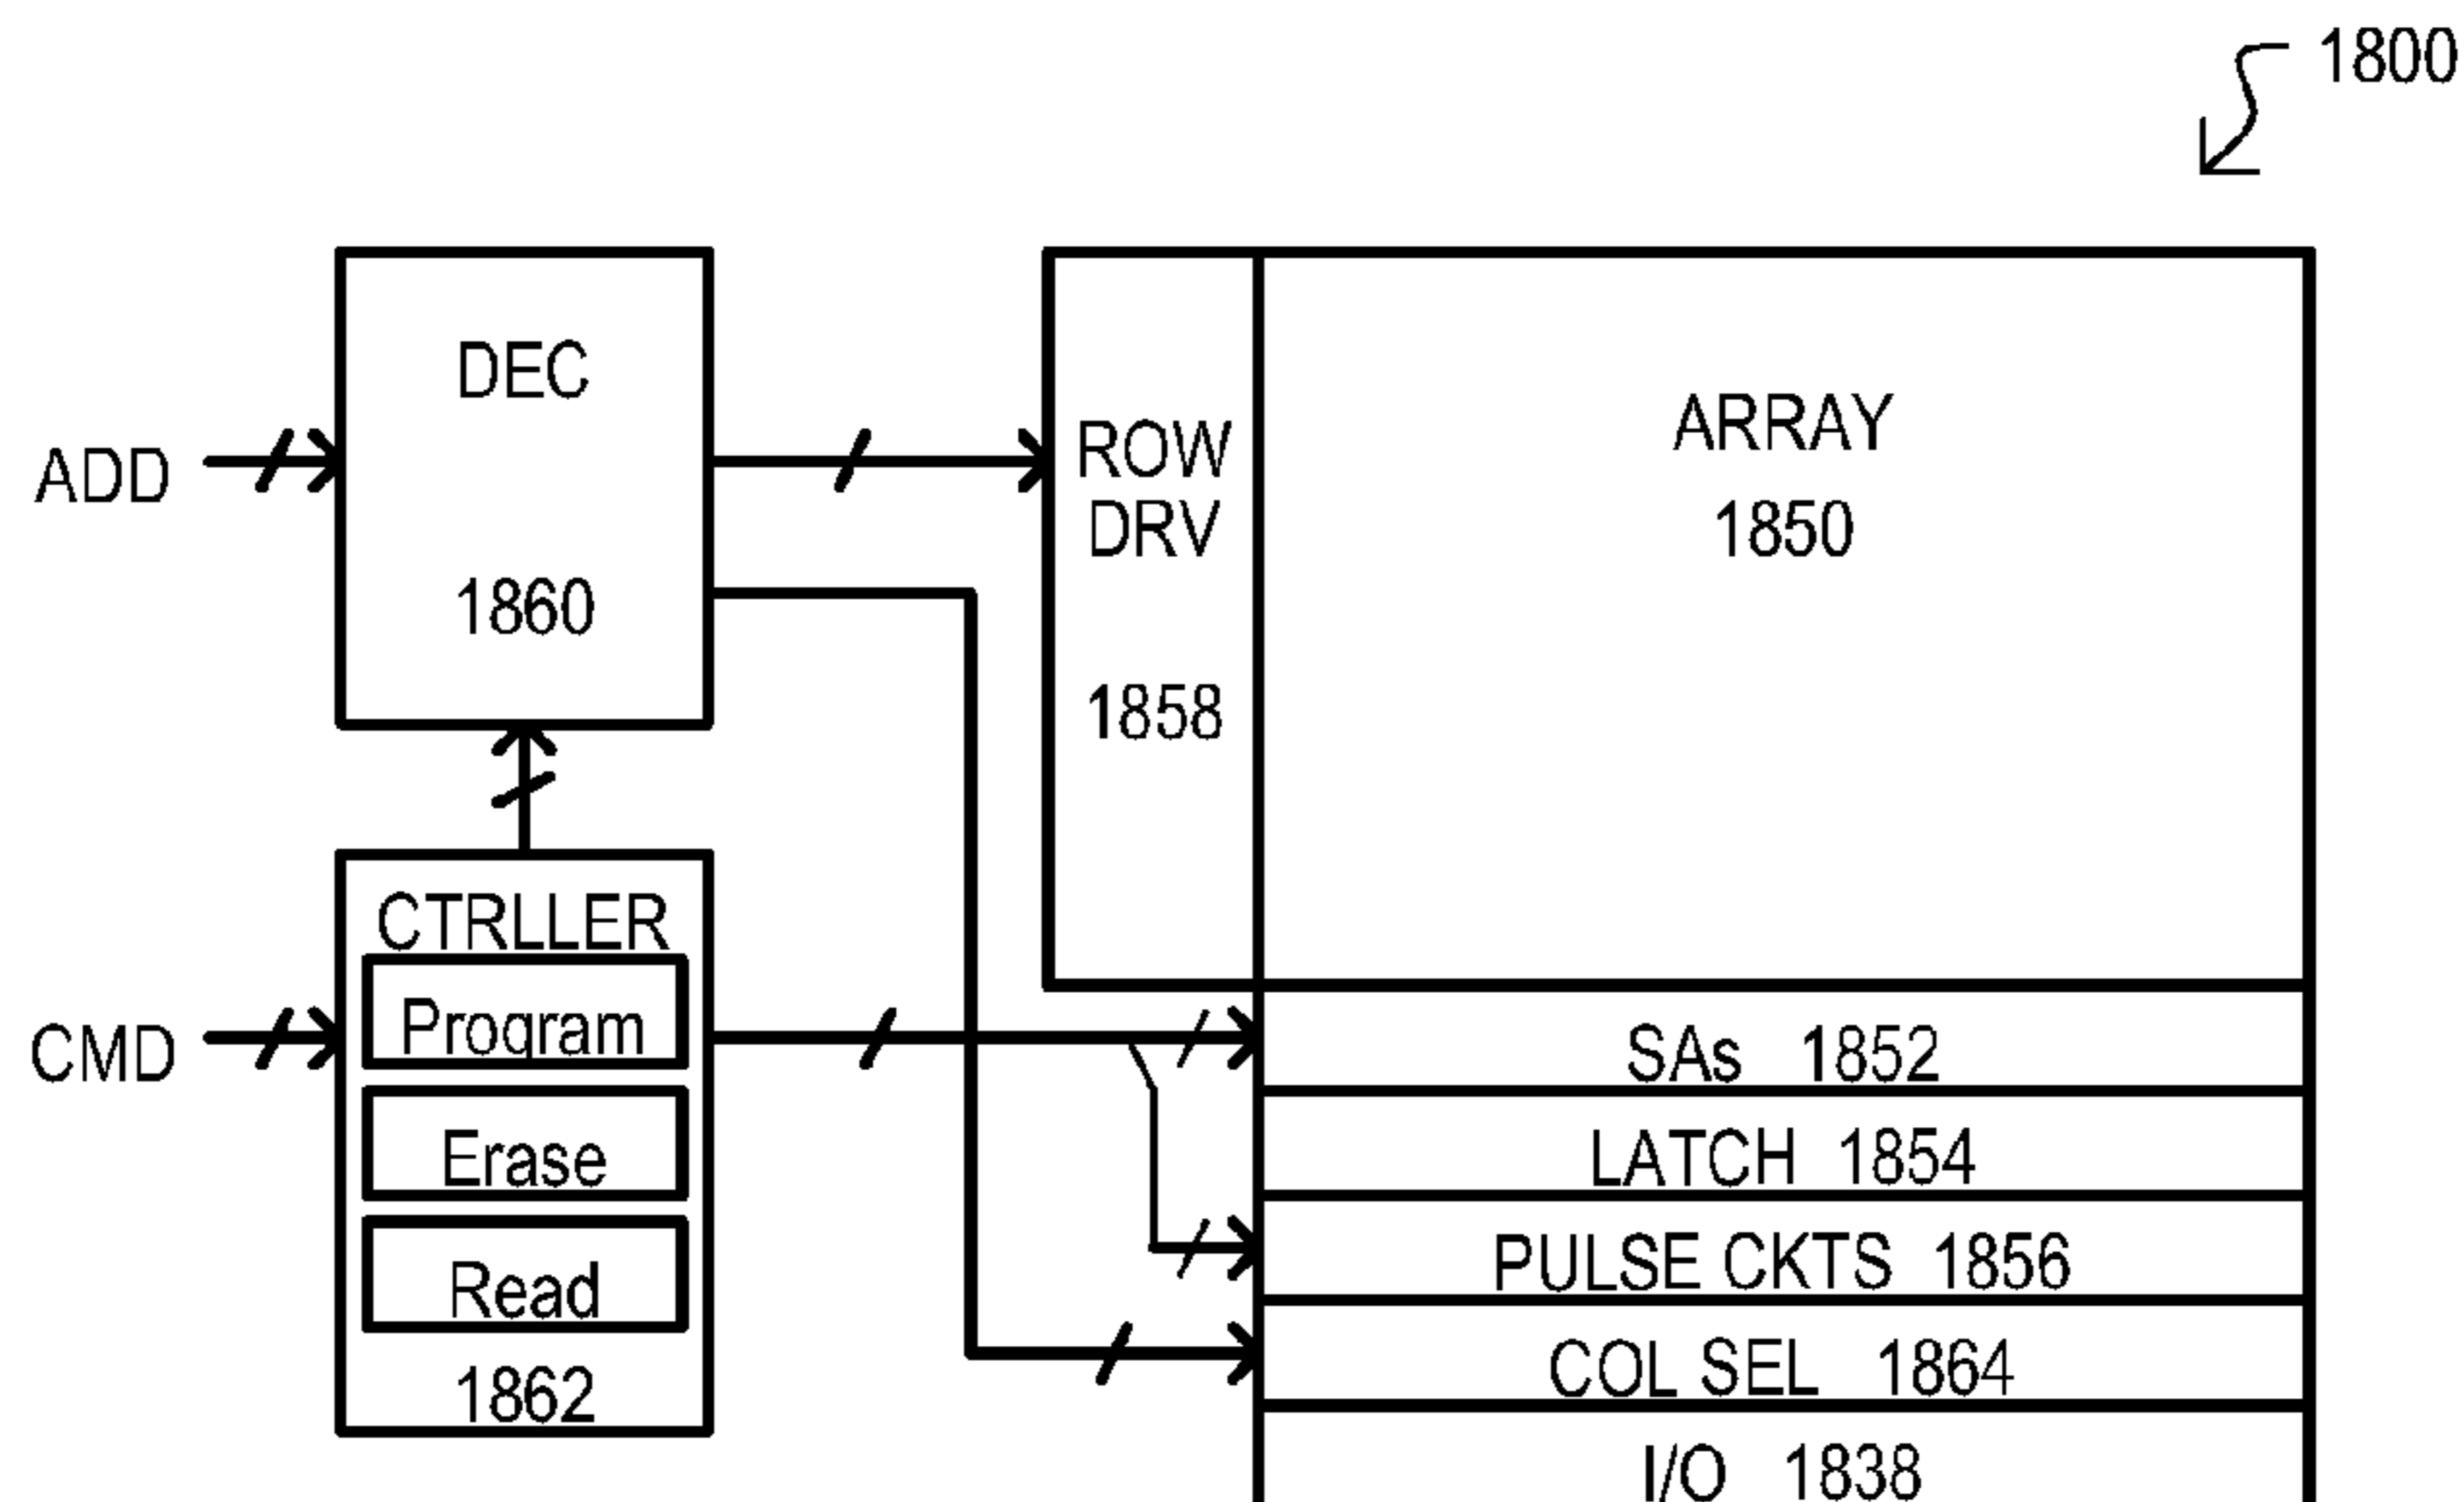 1800
DEC
1860
ADD
ROW
DRV
1858
ARRAY
1850
CTRLLER
Program
Erase
Read
1862
CMD
SAs 1852
LATCH 1854
PULSE CKTS 1856
COL SEL 1864
I/O 1838